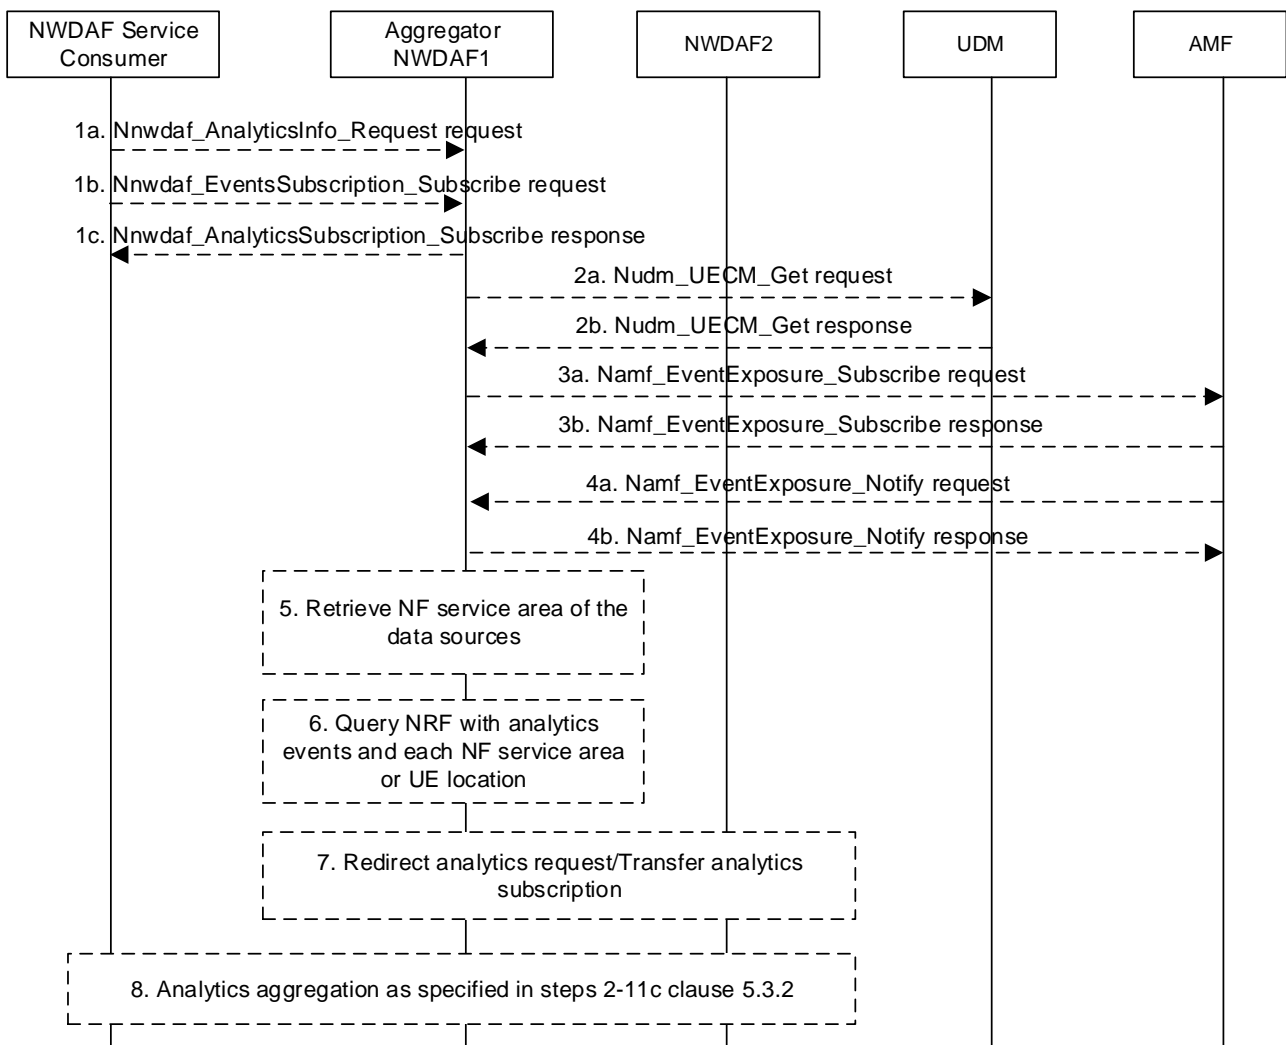 NWDAF Service
Consumer
Aggregator
NWDAF1
NWDAF2
UDM
AMF
1a. Nnwdaf_AnalyticsInfo_Request request
1b. Nnwdaf_EventsSubscription_Subscribe request
1c. Nnwdaf_AnalyticsSubscription_Subscribe response
2a. Nudm_UECM_Get request
2b. Nudm_UECM_Get response
3a. Namf_EventExposure_Subscribe request
3b. Namf_EventExposure_Subscribe response
4a. Namf_EventExposure_Notify request
4b. Namf_EventExposure_Notify response
5. Retrieve NF service area of the
data sources
6. Query NRF with analytics
events and each NF service area
or UE location
7. Redirect analytics request/Transfer analytics
subscription
8. Analytics aggregation as specified in steps 2-11c clause 5.3.2